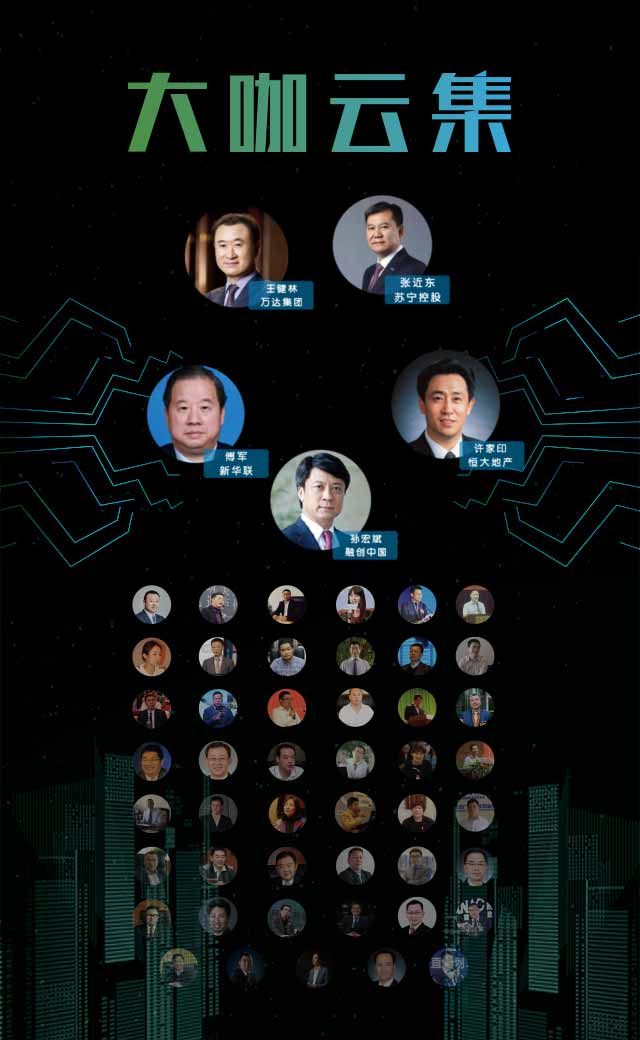 大咖云集
王健林
万达集团
张近东
苏宁控股
傅军
新华联
许家印
恒大地产
孙宏斌
融创中国